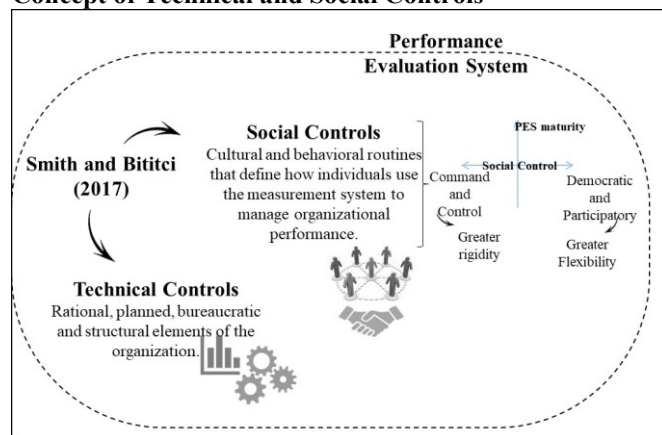 Concept of Technical and Social Controls
Performance
Evaluation System
Smith and Bititci
(2017)
Social Controls
Cultural and behavioral routines
that define how individuals use
the measurement system to
manage organizational
performance.
PES maturity
Social Control
Command
and
Control
Greater
rigidity
Democratic
and
Participatory
Greater
Flexibility
Technical Controls
Rational, planned, bureaucratic
and structural elements of the
organization.